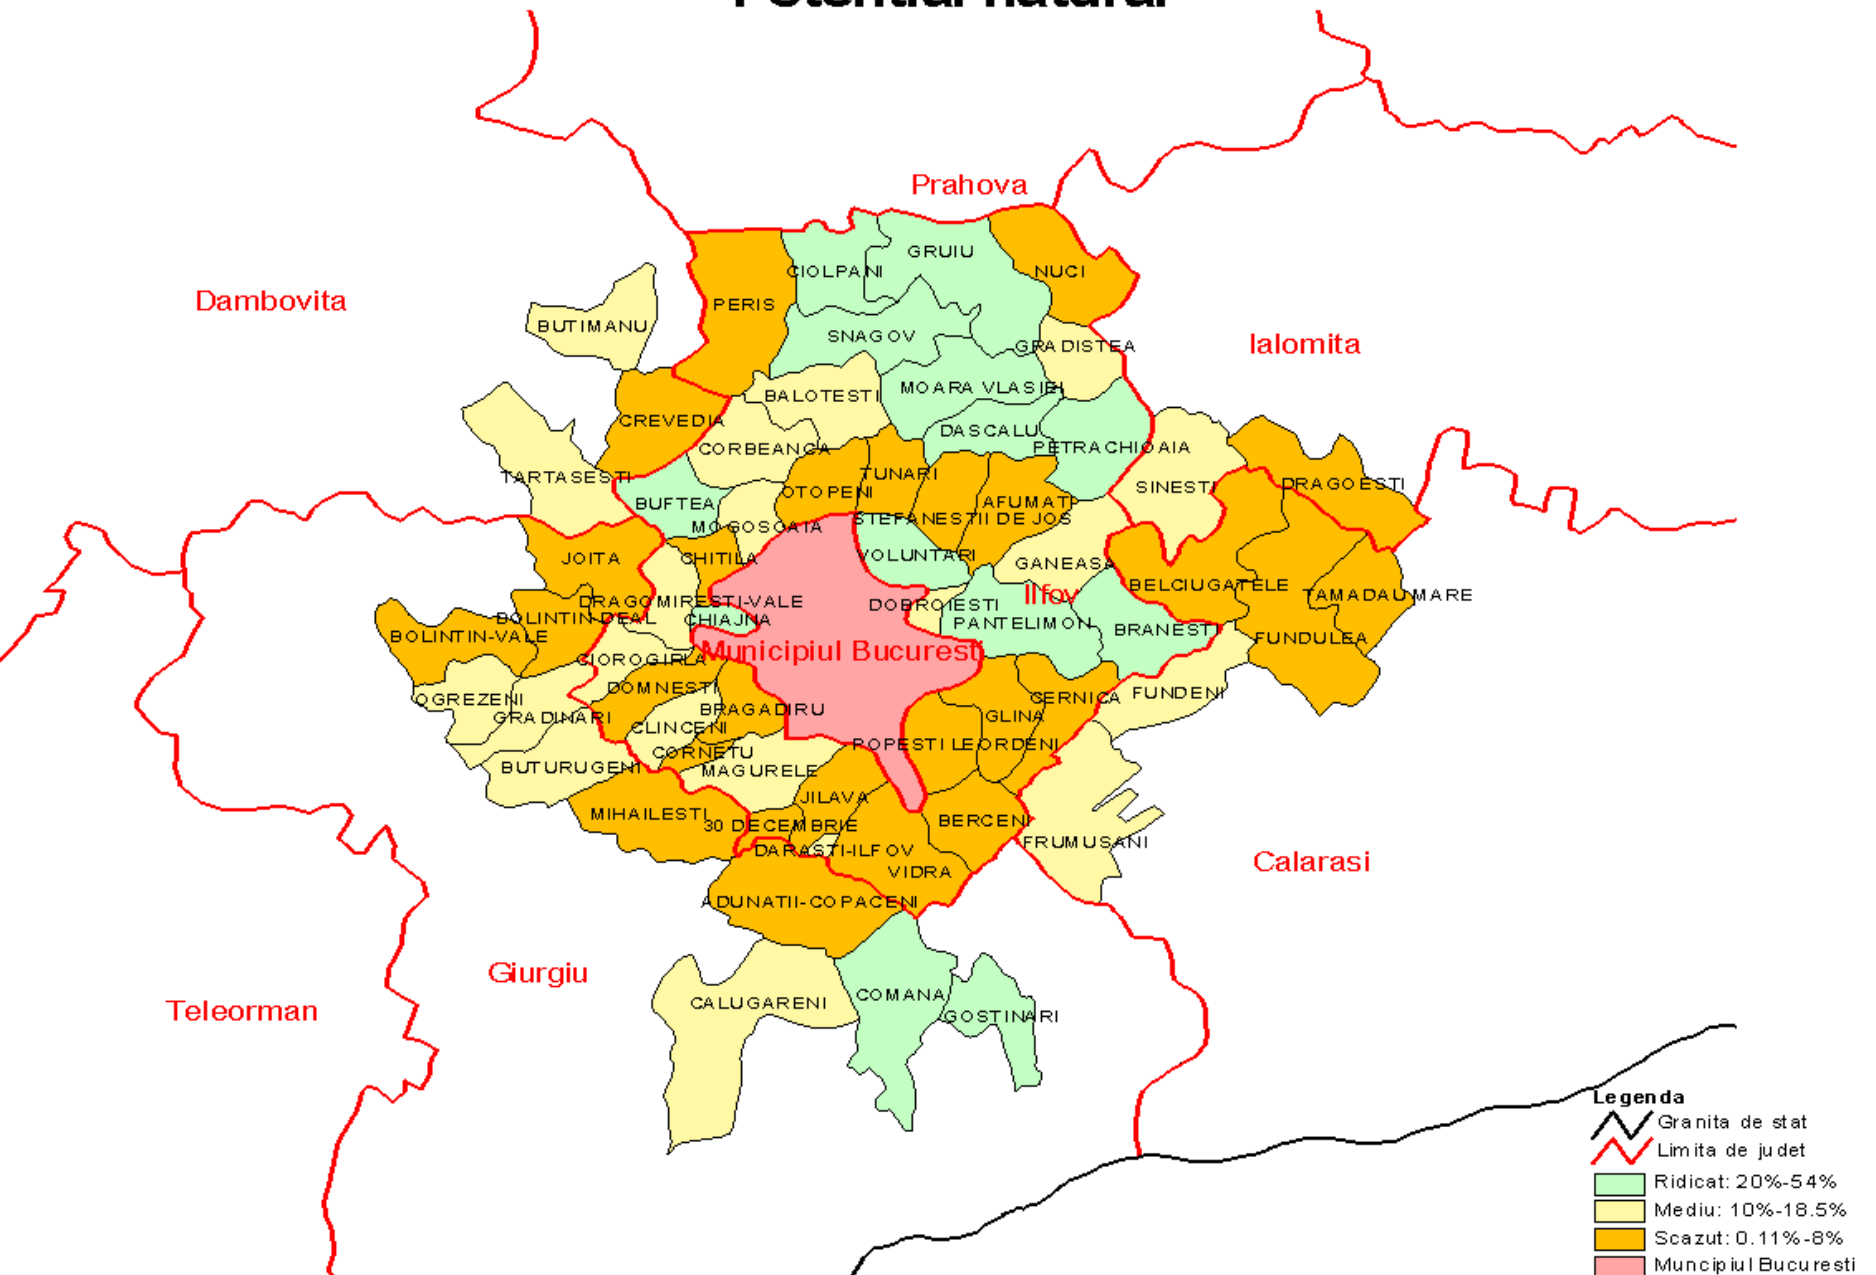 Potential natural
Prahova
GRUIU
CIOLPANI
NUCI
Dambovita
PERIS
BUTIMANU
SNAGOV
GRADISTEA
Ialomita
MOARA VLASIEI
BALOTESTI
CREVEDIA
DASCALU
CORBEANCA
PETRACHIOAIA
TARTASESTI
TUNARI
DRAGOESTI
SINESTI
OTOPENI
BUFTEA
AFUMATI
MOGOSOAIA
STEFANESTII DE JOS
JOITA
CHITILA
VOLUNTARI
GANEASA
BELCIUGATELE
Ilfov
TAMADAU MARE
DRAGOMIRESTI-VALE
DOBROIESTI
BOLINTIN-DEAL
CHIAJNA
PANTELIMON
BRANESTI
BOLINTIN-VALE
FUNDULEA
Municipiul Bucuresti
CIOROGIRLA
DOMNESTI
OGREZENI
CERNICA
FUNDENI
BRAGADIRU
GRADINARI
GLINA
CLINCENI
POPESTI LEORDENI
CORNETU
BUTURUGENI
MAGURELE
JILAVA
MIHAILESTI
30 DECEMBRIE
BERCENI
FRUMUSANI
DARASTI-ILFOV
Calarasi
VIDRA
ADUNATII-COPACENI
Giurgiu
COMANA
CALUGARENI
Teleorman
GOSTINARI
Legenda
Granita de stat
Limita de judet
Ridicat: 20%-54%
Mediu: 10%-18.5%
Scazut: 0.11%-8%
Muncipiul Bucuresti